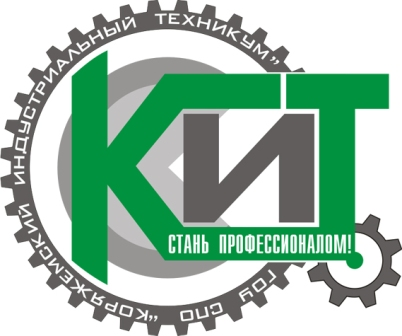 ГОУ СПО "КОРЯЖЕМСКИЙ ИНДУСТРИАЛЬНЫЙ ТЕХНИКУМ"
КИТ
СТАНЬ ПРОФЕССИОНАЛОМ!